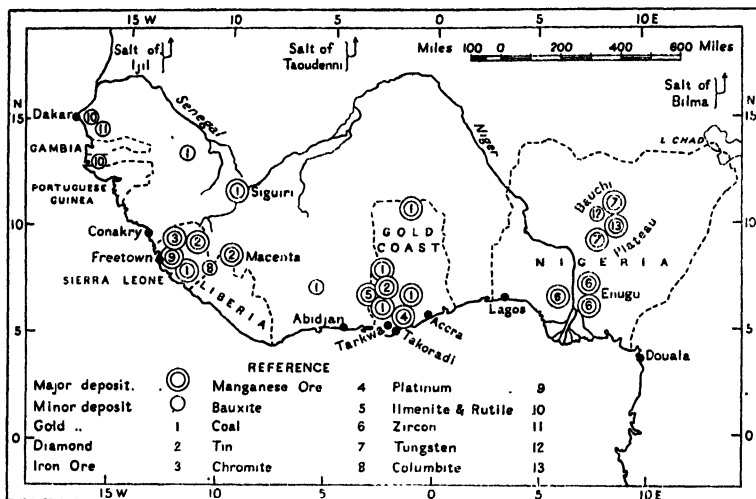 15 W 10 5 0 5 10 E
Salt of Ijil
Salt of Taoudenni
Miles 100 0 200 400 600 Miles
Salt of Bilma
N
N
15
15
Dakar
10
11
Senegal
Niger
L. CHAD
GAMBIA
10
1
PORTUGUESE GUINEA
1
Siguiri
1
Bauchi
7
12
13
7
Plateau
10
10
Conakry
3
2
2
Macenta
GOLD COAST
Freetown
9
1
8
SIERRA LEONE
LIBERIA
1
1
5
2
1
1
4
NIGERIA
6
6
6
Enugu
Lagos
5
5
Abidjan
Tarkwa
Takoradi
Accra
Douala
REFERENCE
Major deposit. Manganese Ore 4 Platinum 9
Minor deposit Bauxite 5 Ilmenite & Rutile 10
Gold .. 1 Coal 6 Zircon 11
Diamond 2 Tin 7 Tungsten 12
Iron Ore 3 Chromite 8 Columbite 13
0
0
15 W 10 5 0 5 10 E